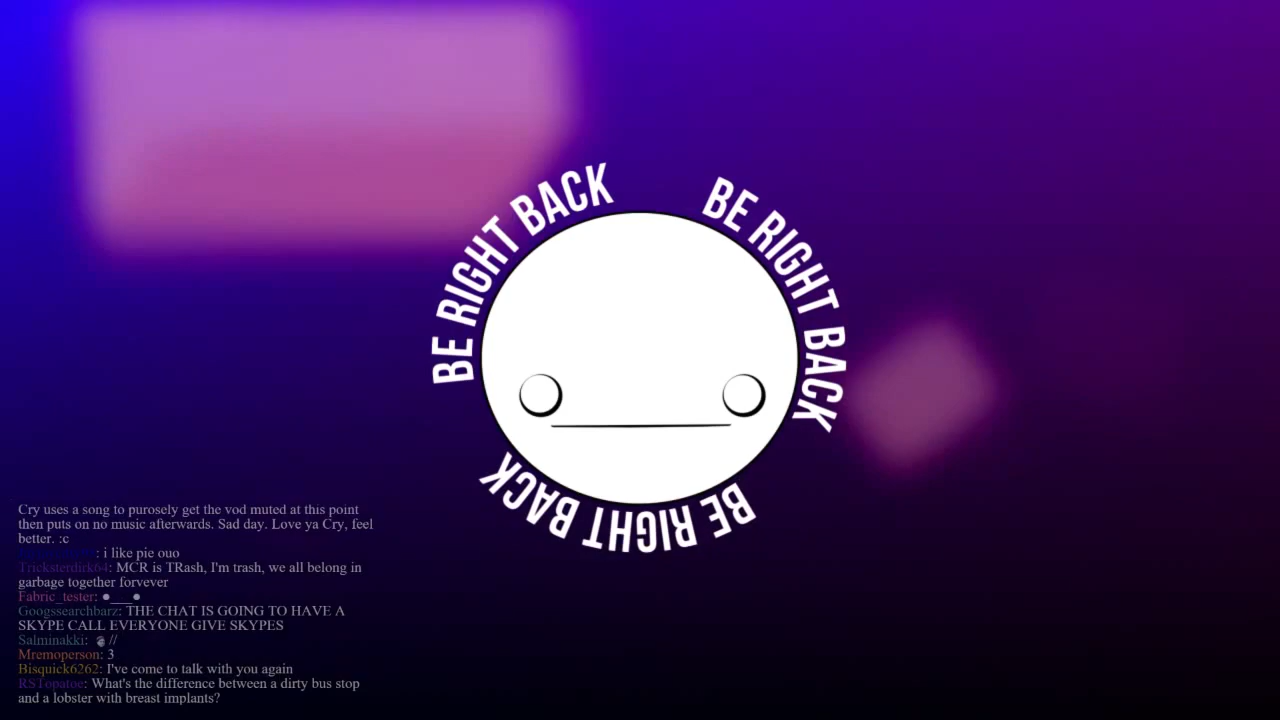 BE RIGHT BACK
BE RIGHT BACK
BE RIGHT BACK
Cry uses a song to purosely get the vod muted at this point
then puts on no music afterwards. Sad day. Love ya Cry, feel
better. :c
: i like pie ouo
Tricksterdirk64: MCR is TRash, I'm trash, we all belong in
garbage together forvever
Fabric_tester: ●___●
Googssearchbarz: THE CHAT IS GOING TO HAVE A
SKYPE CALL EVERYONE GIVE SKYPES
Salminakki: //
Mremoperson: 3
Bisquick6262: I've come to talk with you again
RSTopatoe: What's the difference between a dirty bus stop
and a lobster with breast implants?